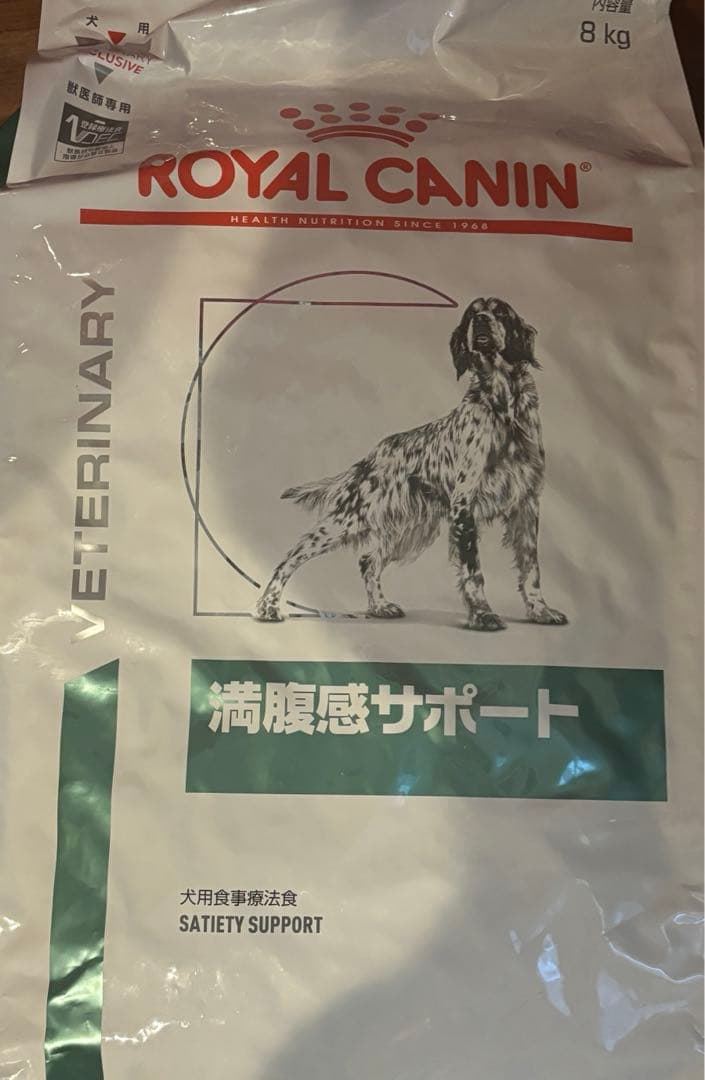 犬 用
CLUSIVE
獣医師専用
内容量
8 kg
ROYAL CANIN®
HEALTH NUTRITION SINCE 1968
VETERINARY
満腹感サポート
犬用食事療法食
SATIETY SUPPORT